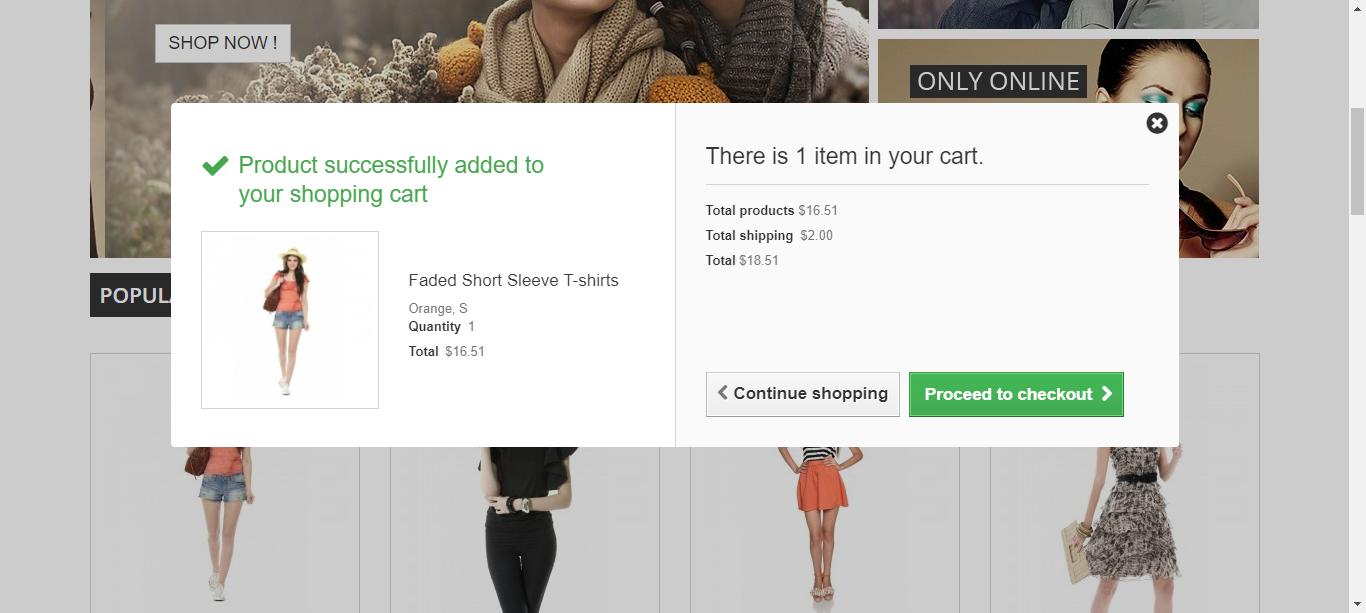 SHOP NOW !
ONLY ONLINE
Product successfully added to
your shopping cart
Faded Short Sleeve T-shirts
Orange, S
Quantity 1
Total $16.51
There is 1 item in your cart.
Total products $16.51
Total shipping $2.00
Total $18.51
Continue shopping
Proceed to checkout